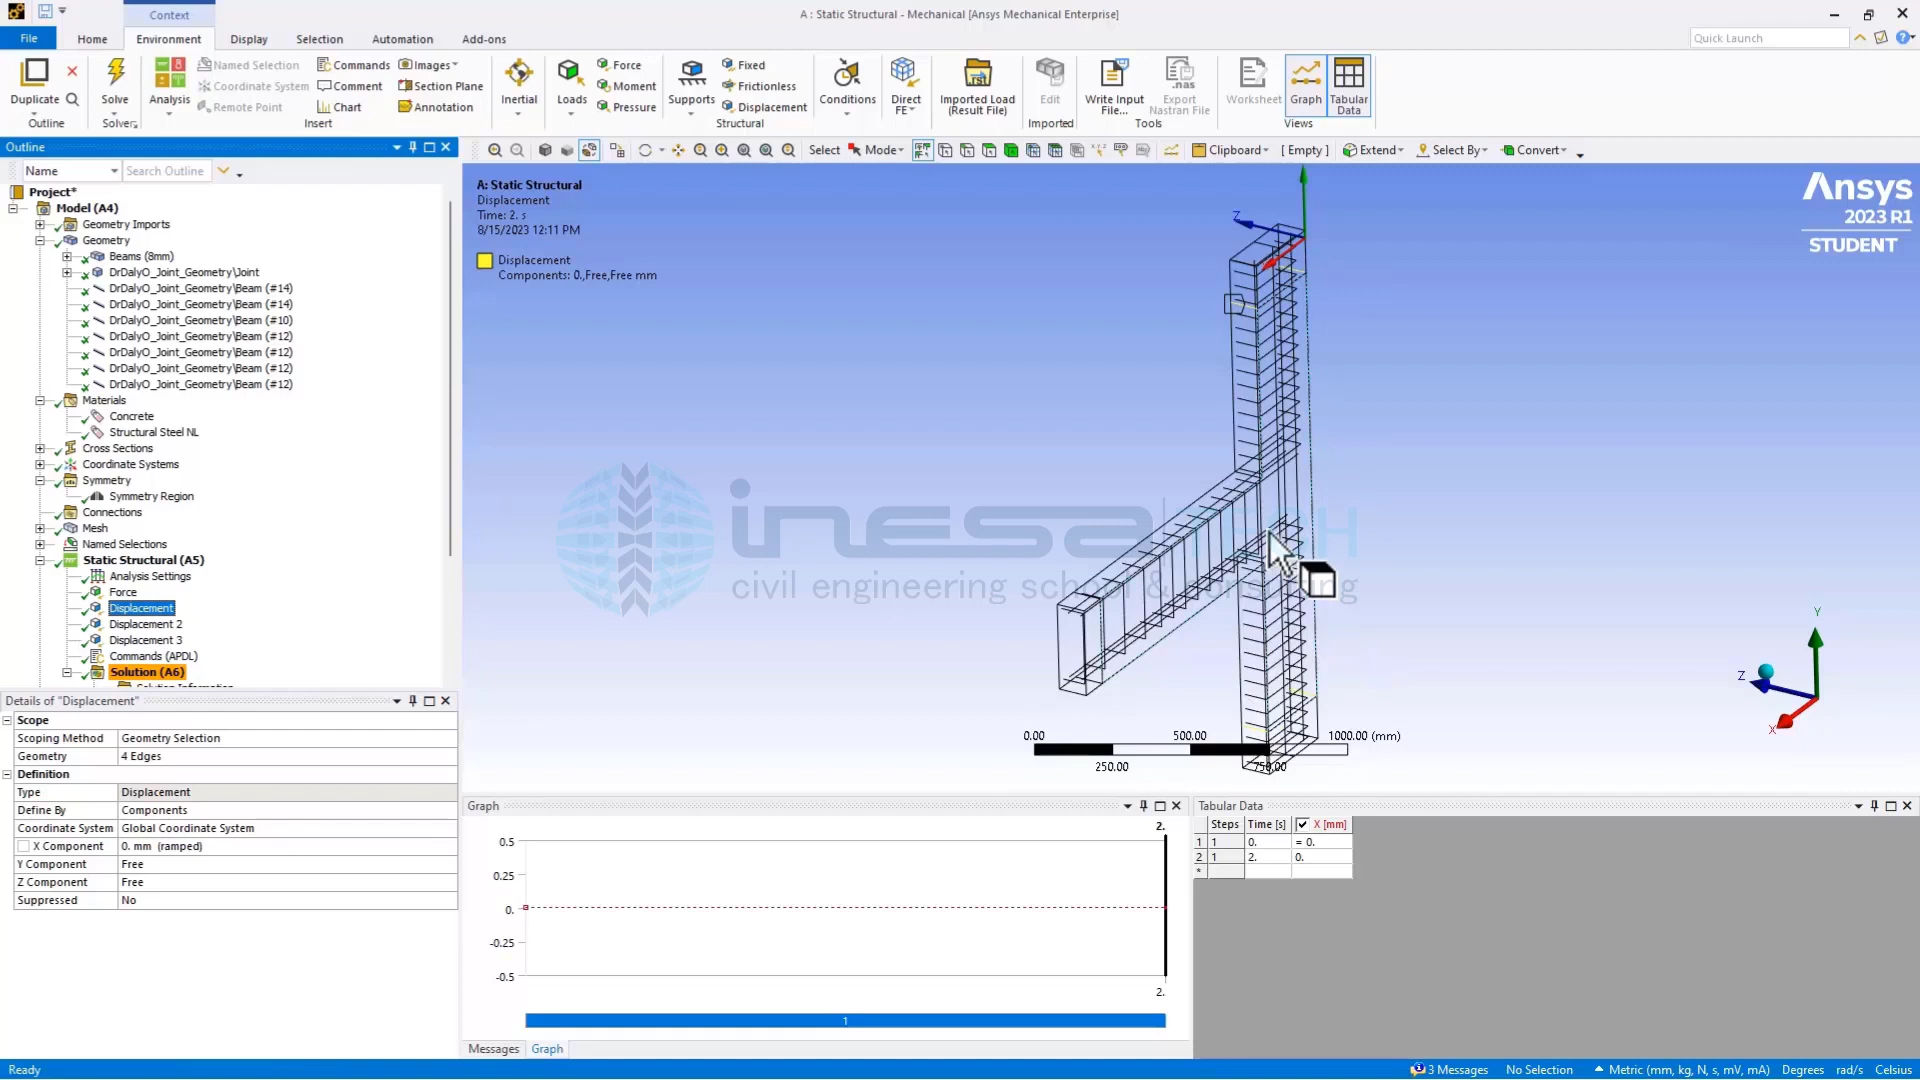 Context
A : Static Structural - Mechanical [Ansys Mechanical Enterprise]
File Home Environment Display Selection Automation Add-ons
Quick Launch
Duplicate
Outline
Solve
Solver
Analysis
Named Selection
Coordinate System
Remote Point
Commands
Comment
Chart
Images
Section Plane
Annotation
Insert
Inertial
Loads
Force
Moment
Pressure
Supports
Fixed
Frictionless
Displacement
Structural
Conditions
Direct FE
Imported Load (Result File)
Edit
Imported
Write Input File...
Export Nastran File
Tools
Worksheet
Graph
Tabular Data
Views
Outline
Name Search Outline
Select Mode Clipboard [ Empty ] Extend Select By Convert
Project*
Model (A4)
Geometry Imports
Geometry
Beams (8mm)
DrDalyO_Joint_Geometry\Joint
DrDalyO_Joint_Geometry\Beam (#14)
DrDalyO_Joint_Geometry\Beam (#14)
DrDalyO_Joint_Geometry\Beam (#10)
DrDalyO_Joint_Geometry\Beam (#12)
DrDalyO_Joint_Geometry\Beam (#12)
DrDalyO_Joint_Geometry\Beam (#12)
DrDalyO_Joint_Geometry\Beam (#12)
Materials
Concrete
Structural Steel NL
Cross Sections
Coordinate Systems
Symmetry
Symmetry Region
Connections
Mesh
Named Selections
Static Structural (A5)
Analysis Settings
Force
Displacement
Displacement 2
Displacement 3
Commands (APDL)
Solution (A6)
Solution Information
A: Static Structural
Displacement
Time: 2. s
8/15/2023 12:11 PM
Displacement
Components: 0.,Free,Free mm
Ansys
2023 R1
STUDENT
Z
inesa
civil engineering school & consulting
Y
Z
X
0.00 500.00 1000.00 (mm)
250.00 750.00
Details of "Displacement"
Scope
Scoping Method Geometry Selection
Geometry 4 Edges
Definition
Type Displacement
Define By Components
Coordinate System Global Coordinate System
X Component 0. mm (ramped)
Y Component Free
Z Component Free
Suppressed No
Graph
2.
0.5
0.25
0.
-0.25
-0.5
2.
1
Messages Graph
Tabular Data
Steps Time [s] X [mm]
1 1 0. = 0.
2 1 2. 0.
*
Ready 3 Messages No Selection Metric (mm, kg, N, s, mV, mA) Degrees rad/s Celsius